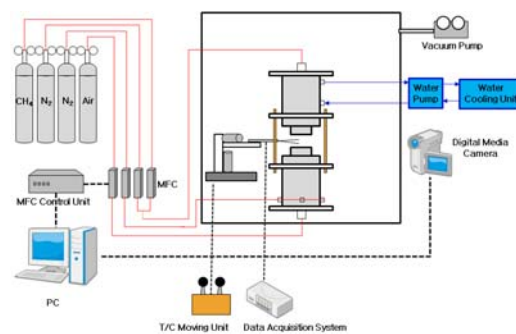 Vacuum Pump
CH₄
N₂
N₂
Air
Water
Pump
Water
Cooling Unit
Digital Media
Camera
MFC
MFC Control Unit
PC
T/C Moving Unit
Data Acquisition System